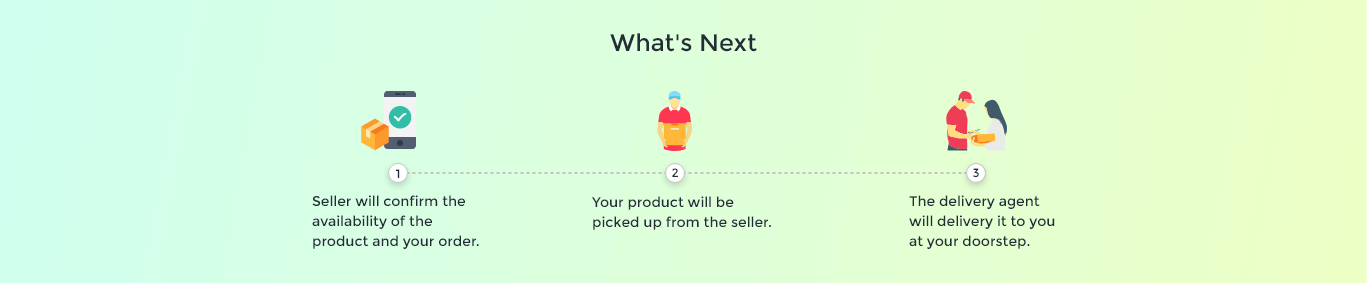 What's Next
1
Seller will confirm the
availability of the
product and your order.
2
Your product will be
picked up from the seller.
3
The delivery agent
will delivery it to you
at your doorstep.